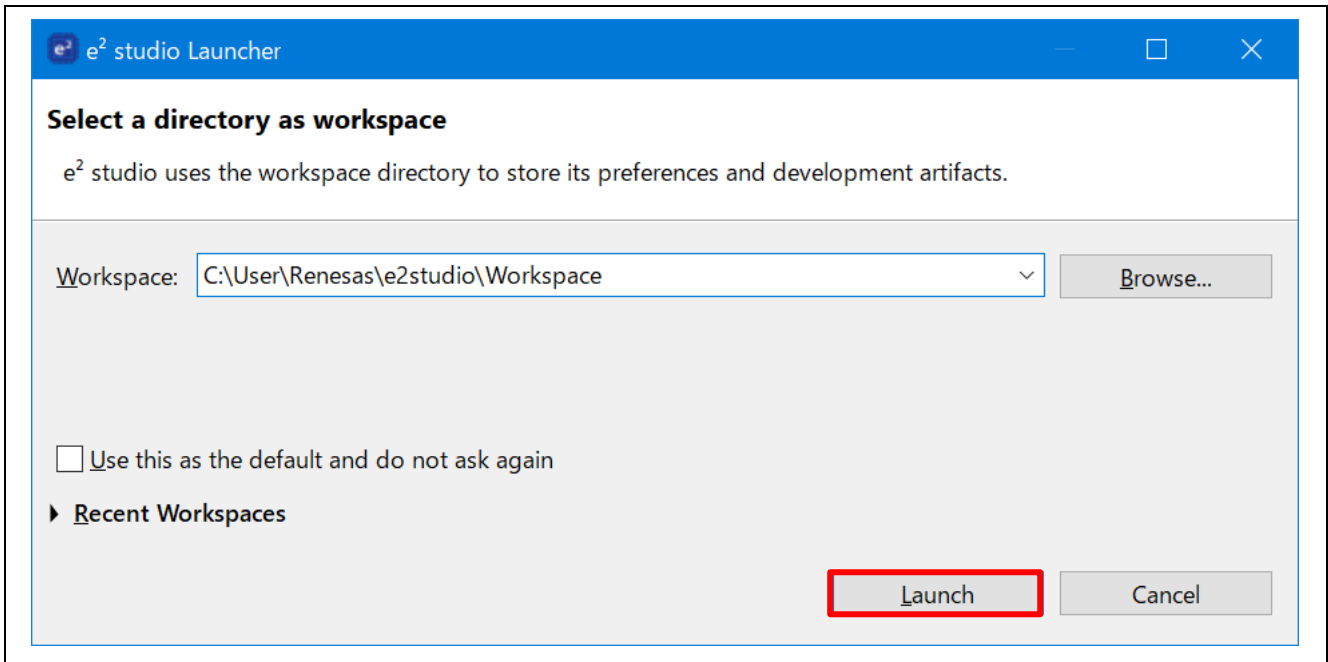 e² e² studio Launcher
Select a directory as workspace
e² studio uses the workspace directory to store its preferences and development artifacts.
Workspace: C:\User\Renesas\e2studio\Workspace Browse...
Use this as the default and do not ask again
Recent Workspaces
Launch Cancel